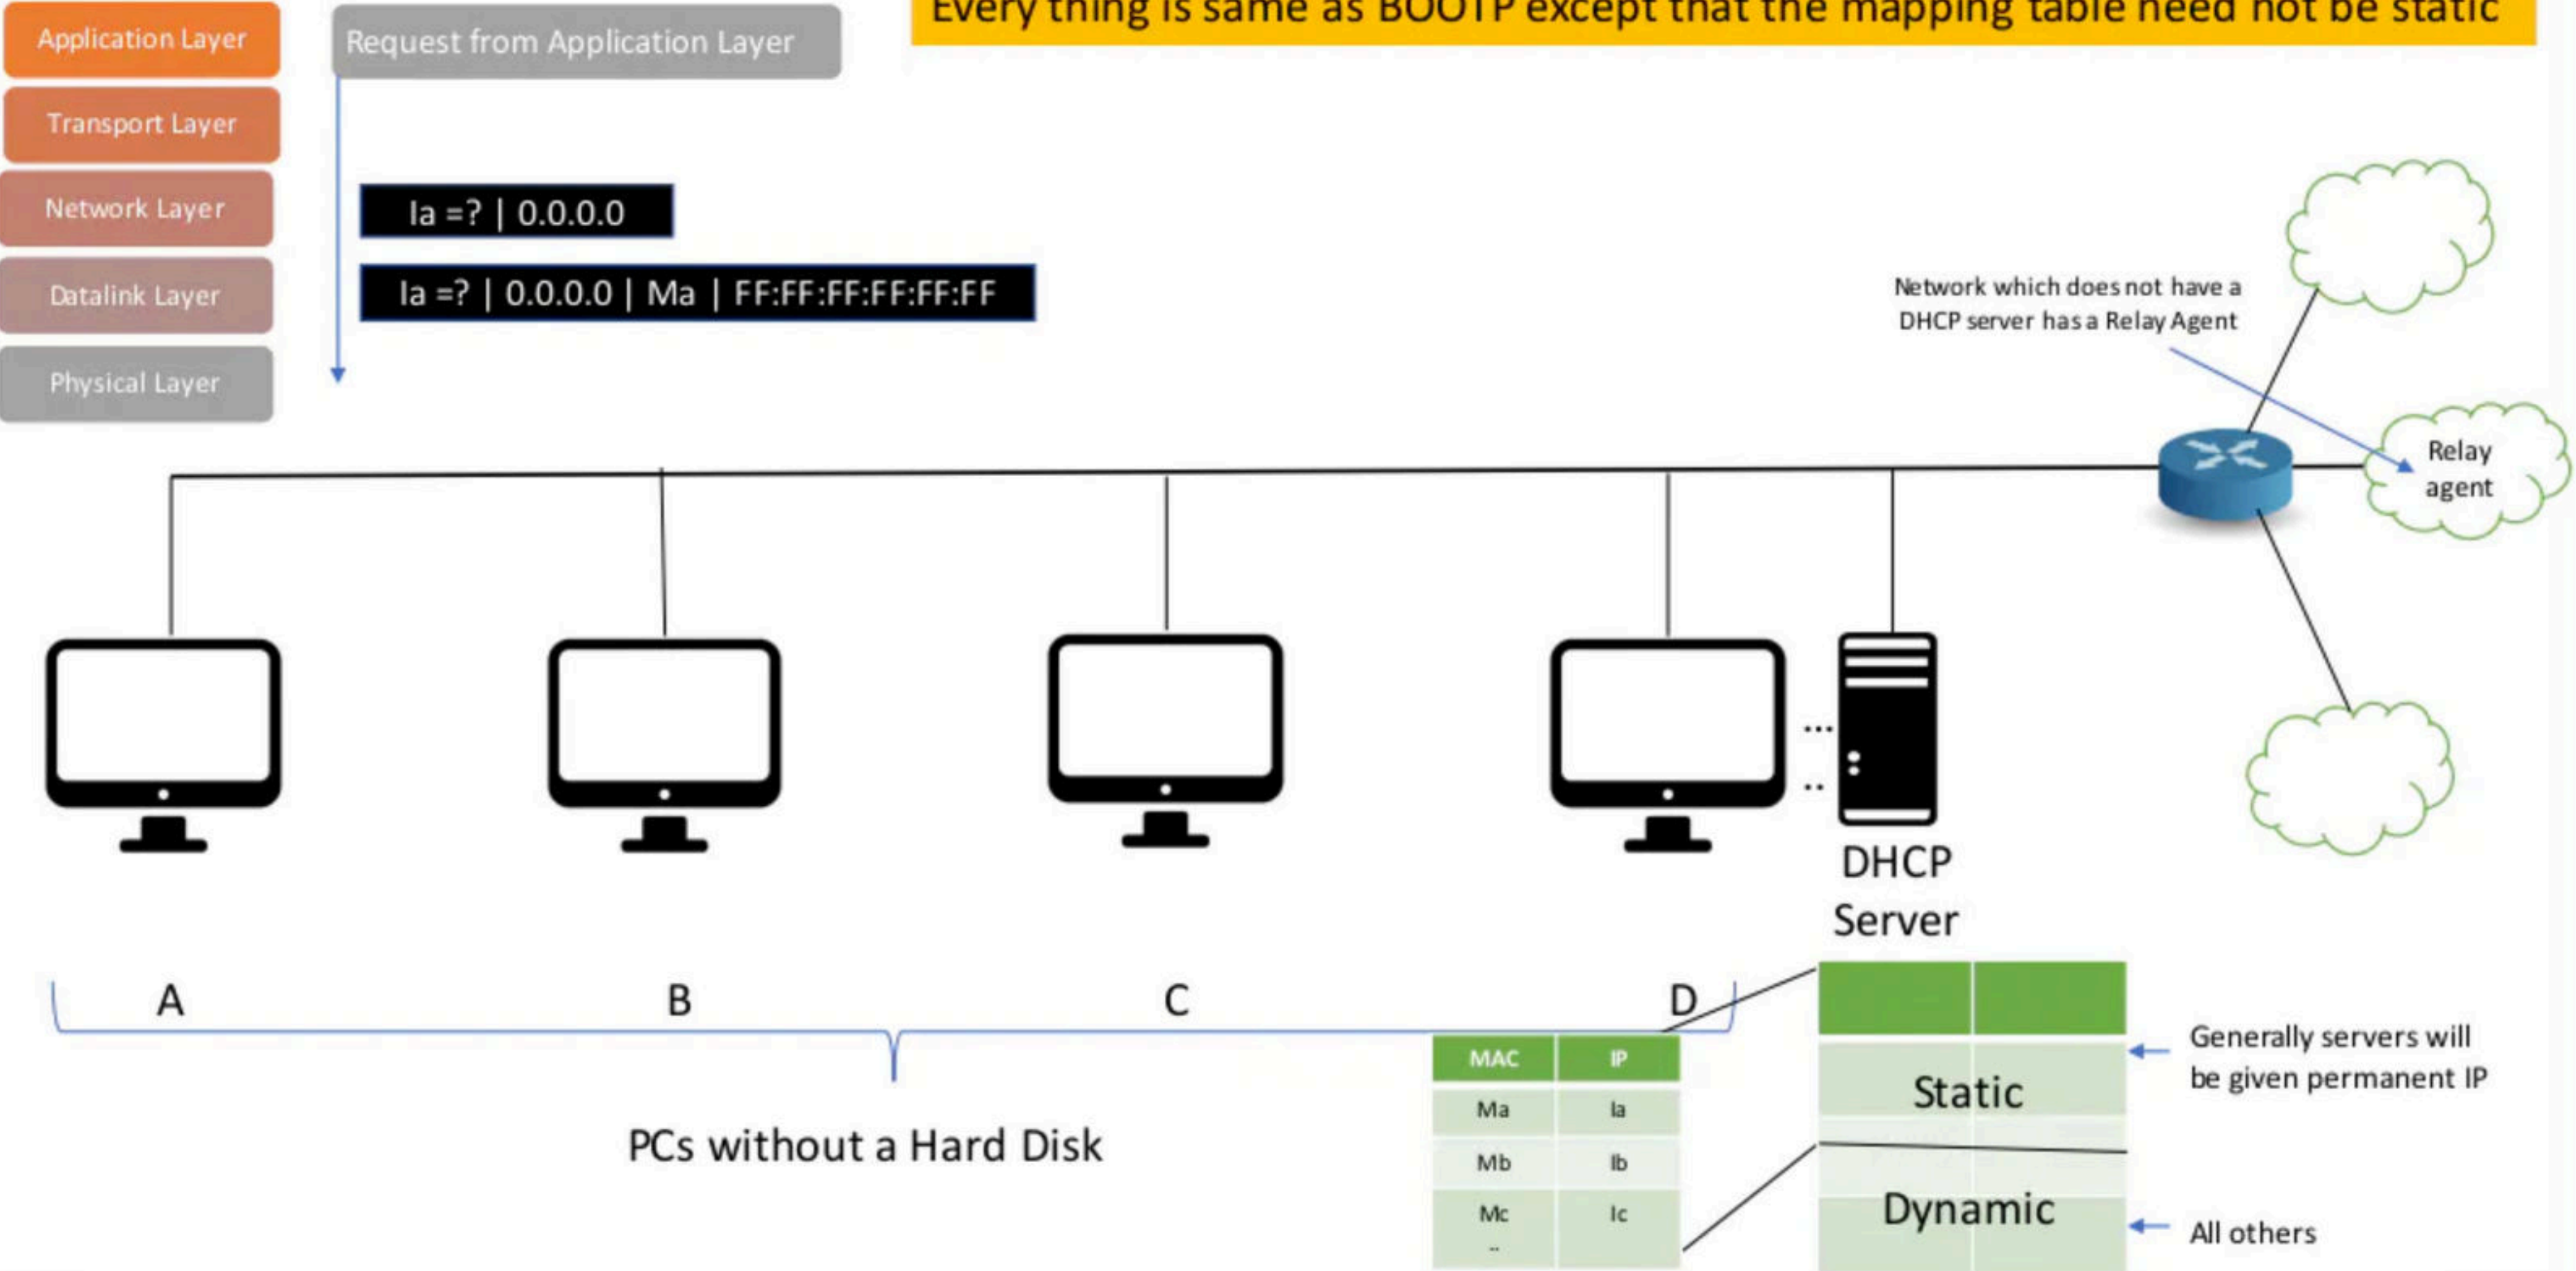 Every thing is same as BOOTP except that the mapping table need not be static
Application Layer
Request from Application Layer
Transport Layer
Network Layer
Ia =? | 0.0.0.0
Datalink Layer
Ia =? | 0.0.0.0 | Ma | FF:FF:FF:FF:FF:FF
Physical Layer
Network which does not have a
DHCP server has a Relay Agent
Relay
agent
...
..
DHCP
Server
A
B
C
D
PCs without a Hard Disk
MAC IP
Ma Ia
Mb Ib
Mc Ic
..
Static
Dynamic
Generally servers will
be given permanent IP
All others